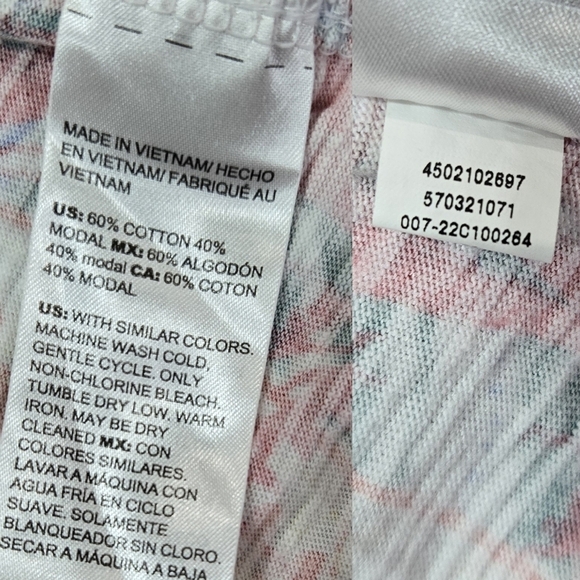 MADE IN VIETNAM/ HECHO
EN VIETNAM/ FABRIQUÉ AU
VIETNAM
US: 60% COTTON 40%
MODAL MX: 60% ALGODÓN
40% modal CA: 60% COTON
40% MODAL
US: WITH SIMILAR COLORS.
MACHINE WASH COLD,
GENTLE CYCLE. ONLY
NON-CHLORINE BLEACH.
TUMBLE DRY LOW. WARM
IRON. MAY BE DRY
CLEANED MX: CON
COLORES SIMILARES.
LAVAR A MÁQUINA CON
AGUA FRÍA EN CICLO
SUAVE. SOLAMENTE
BLANQUEADOR SIN CLORO.
SECAR A MÁQUINA A BAJA
4502102697
570321071
007-22C100264